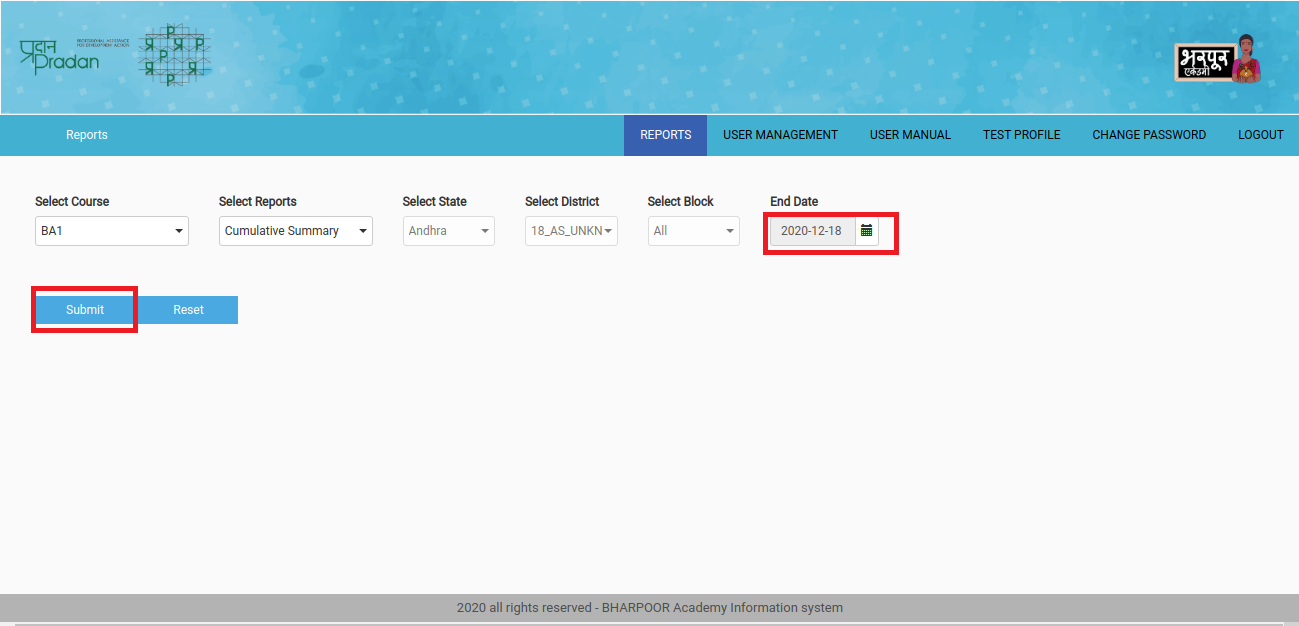 प्रदान
Pradan
PROFESSIONAL ASSISTANCE
FOR DEVELOPMENT ACTION
P
प्र P प्र P
प्र P प्र
P
भरपूर
एकेडमी
Reports
REPORTS
USER MANAGEMENT
USER MANUAL
TEST PROFILE
CHANGE PASSWORD
LOGOUT
Select Course
Select Reports
Select State
Select District
Select Block
End Date
BA1
Cumulative Summary
Andhra
18_AS_UNKN
All
2020-12-18
Submit
Reset
2020 all rights reserved - BHARPOOR Academy Information system